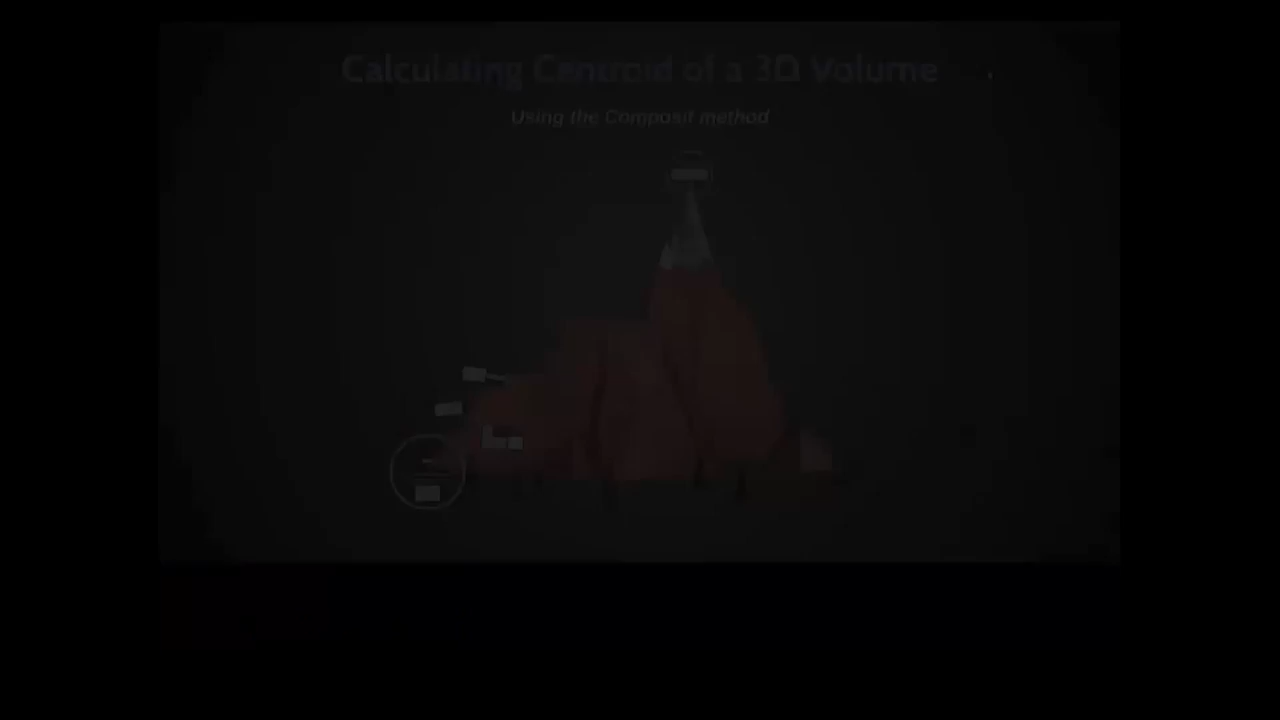 Calculating Centroid of a 3D Volume
Using the Composit method